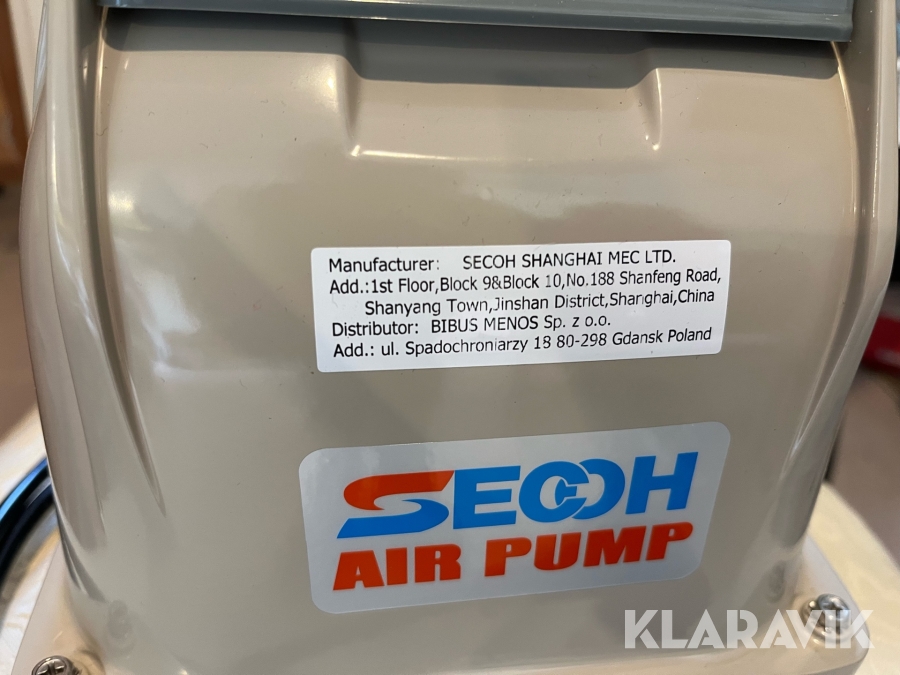 Manufacturer: SECOH SHANGHAI MEC LTD.
Add.:1st Floor,Block 9&Block 10,No.188 Shanfeng Road,
Shanyang Town,Jinshan District,Shanghai,China
Distributor: BIBUS MENOS Sp. z o.o.
Add.: ul. Spadochroniarzy 18 80-298 Gdansk Poland
SECOH
AIR PUMP
KLARAVIK